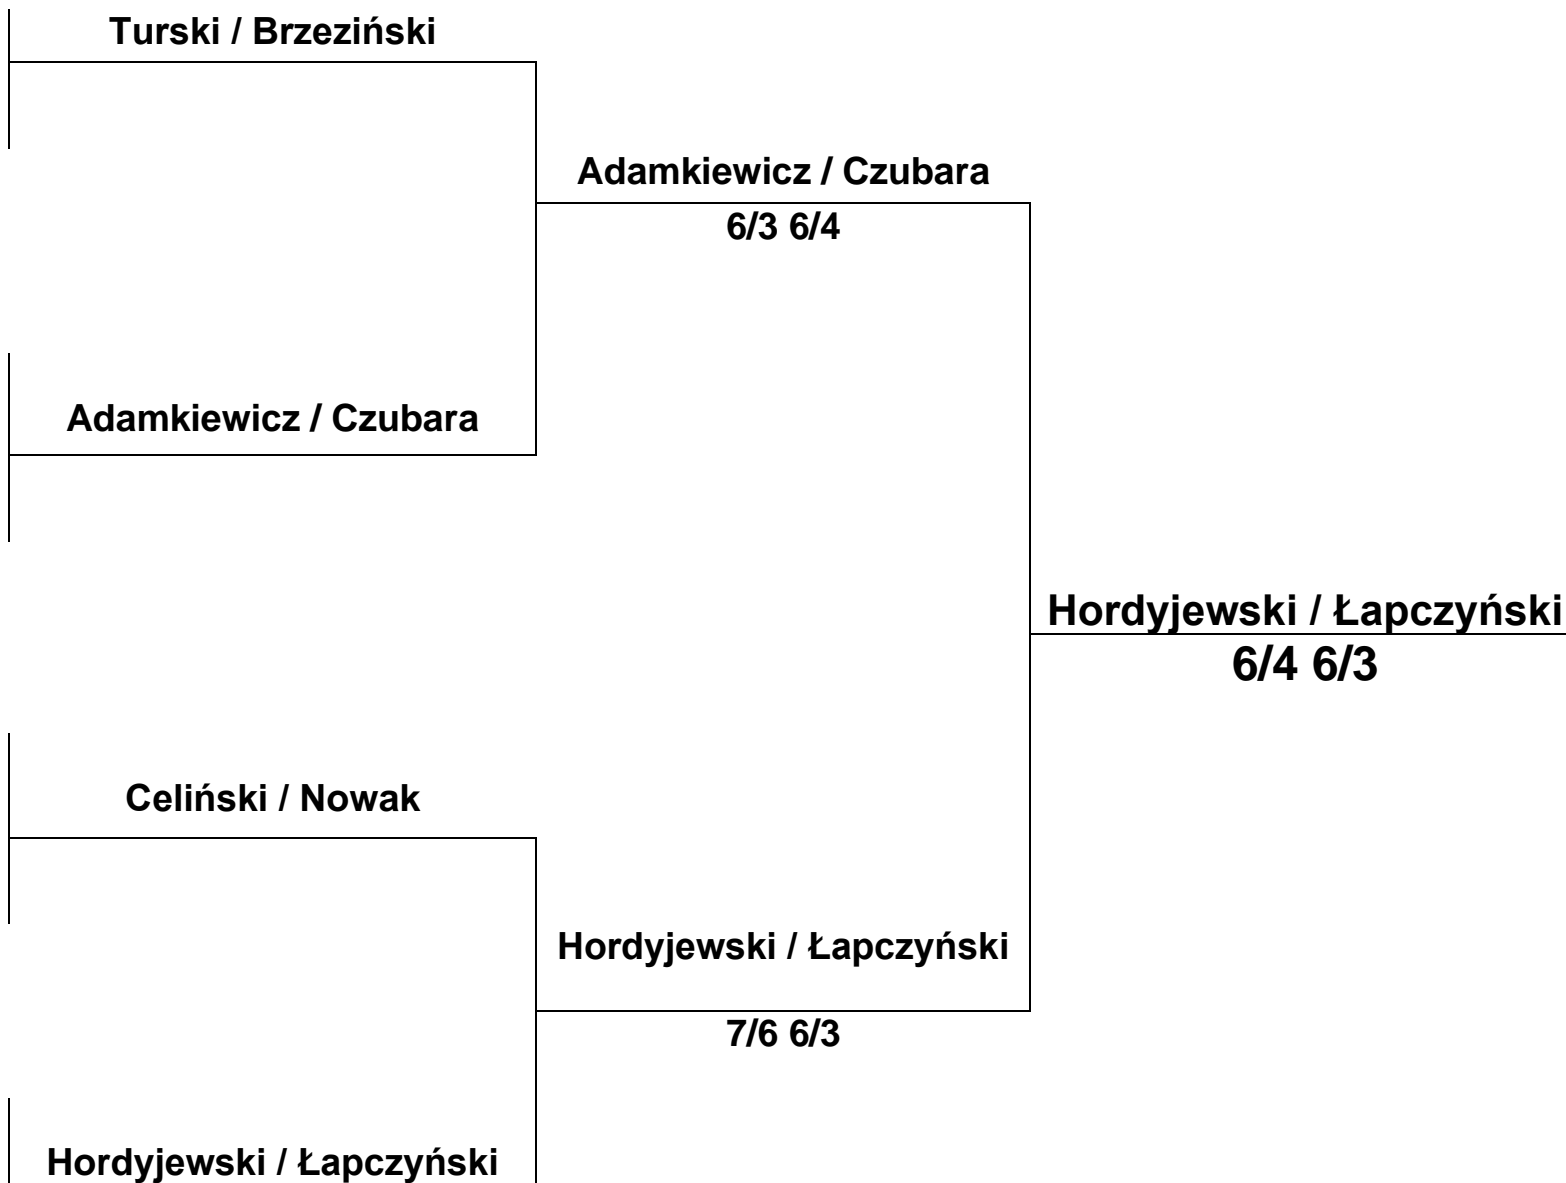 Turski / Brzeziński
Adamkiewicz / Czubara
6/3 6/4
Adamkiewicz / Czubara
Hordyjewski / Łapczyński
6/4 6/3
Celiński / Nowak
Hordyjewski / Łapczyński
7/6 6/3
Hordyjewski / Łapczyński